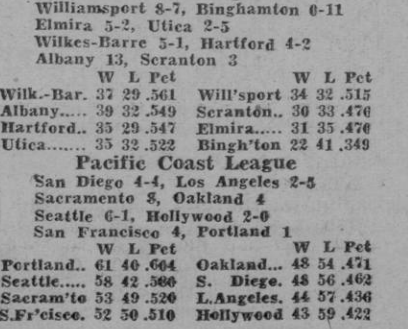 Williamsport 8-7, Binghamton 6-11
Elmira 5-2, Utica 2-5
Wilkes-Barre 5-1, Hartford 4-2
Albany 13, Scranton 3
W L Pct W L Pct
Wilk.-Bar. 37 29 .561 Will'sport 34 32 .515
Albany..... 39 32 .549 Scranton.. 30 33 .476
Hartford.. 35 29 .547 Elmira..... 31 35 .470
Utica....... 35 32 .522 Bingh'ton 22 41 .349
Pacific Coast League
San Diego 4-4, Los Angeles 2-5
Sacramento 8, Oakland 4
Seattle 6-1, Hollywood 2-0
San Francisco 4, Portland 1
W L Pct W L Pct
Portland.. 61 40 .604 Oakland... 48 54 .471
Seattle..... 58 42 .580 S. Diego. 48 56 .462
Sacram'to 53 49 .520 L.Angeles. 44 57 .436
S.Fr'cisco. 52 50 .510 Hollywood 43 59 .422